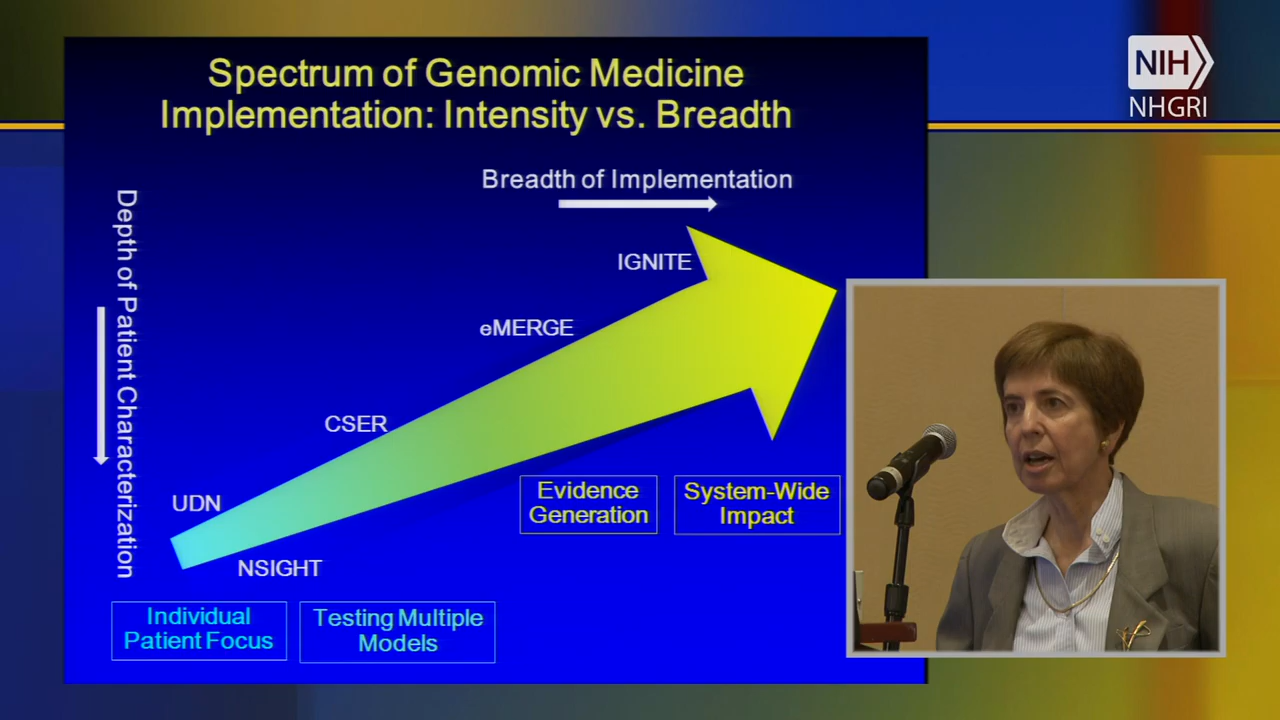 Spectrum of Genomic Medicine
Implementation: Intensity vs. Breadth
NIH
NHGRI
Breadth of Implementation
Depth of Patient Characterization
IGNITE
eMERGE
CSER
UDN
NSIGHT
Evidence
Generation
System-Wide
Impact
Individual
Patient Focus
Testing Multiple
Models